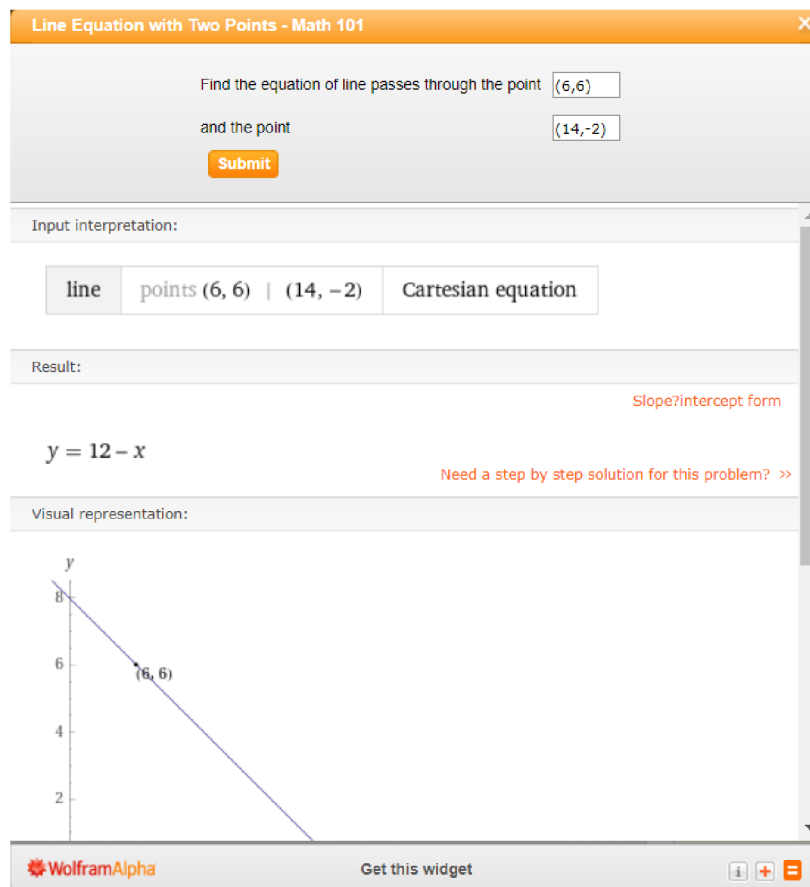 Line Equation with Two Points - Math 101
×
Find the equation of line passes through the point (6,6)
and the point (14,-2)
Submit
Input interpretation:
line points (6, 6) | (14, −2) Cartesian equation
Result:
Slope?intercept form
y = 12 − x
Need a step by step solution for this problem? >>
Visual representation:
y
8
6
(6, 6)
4
2
WolframAlpha Get this widget i + =